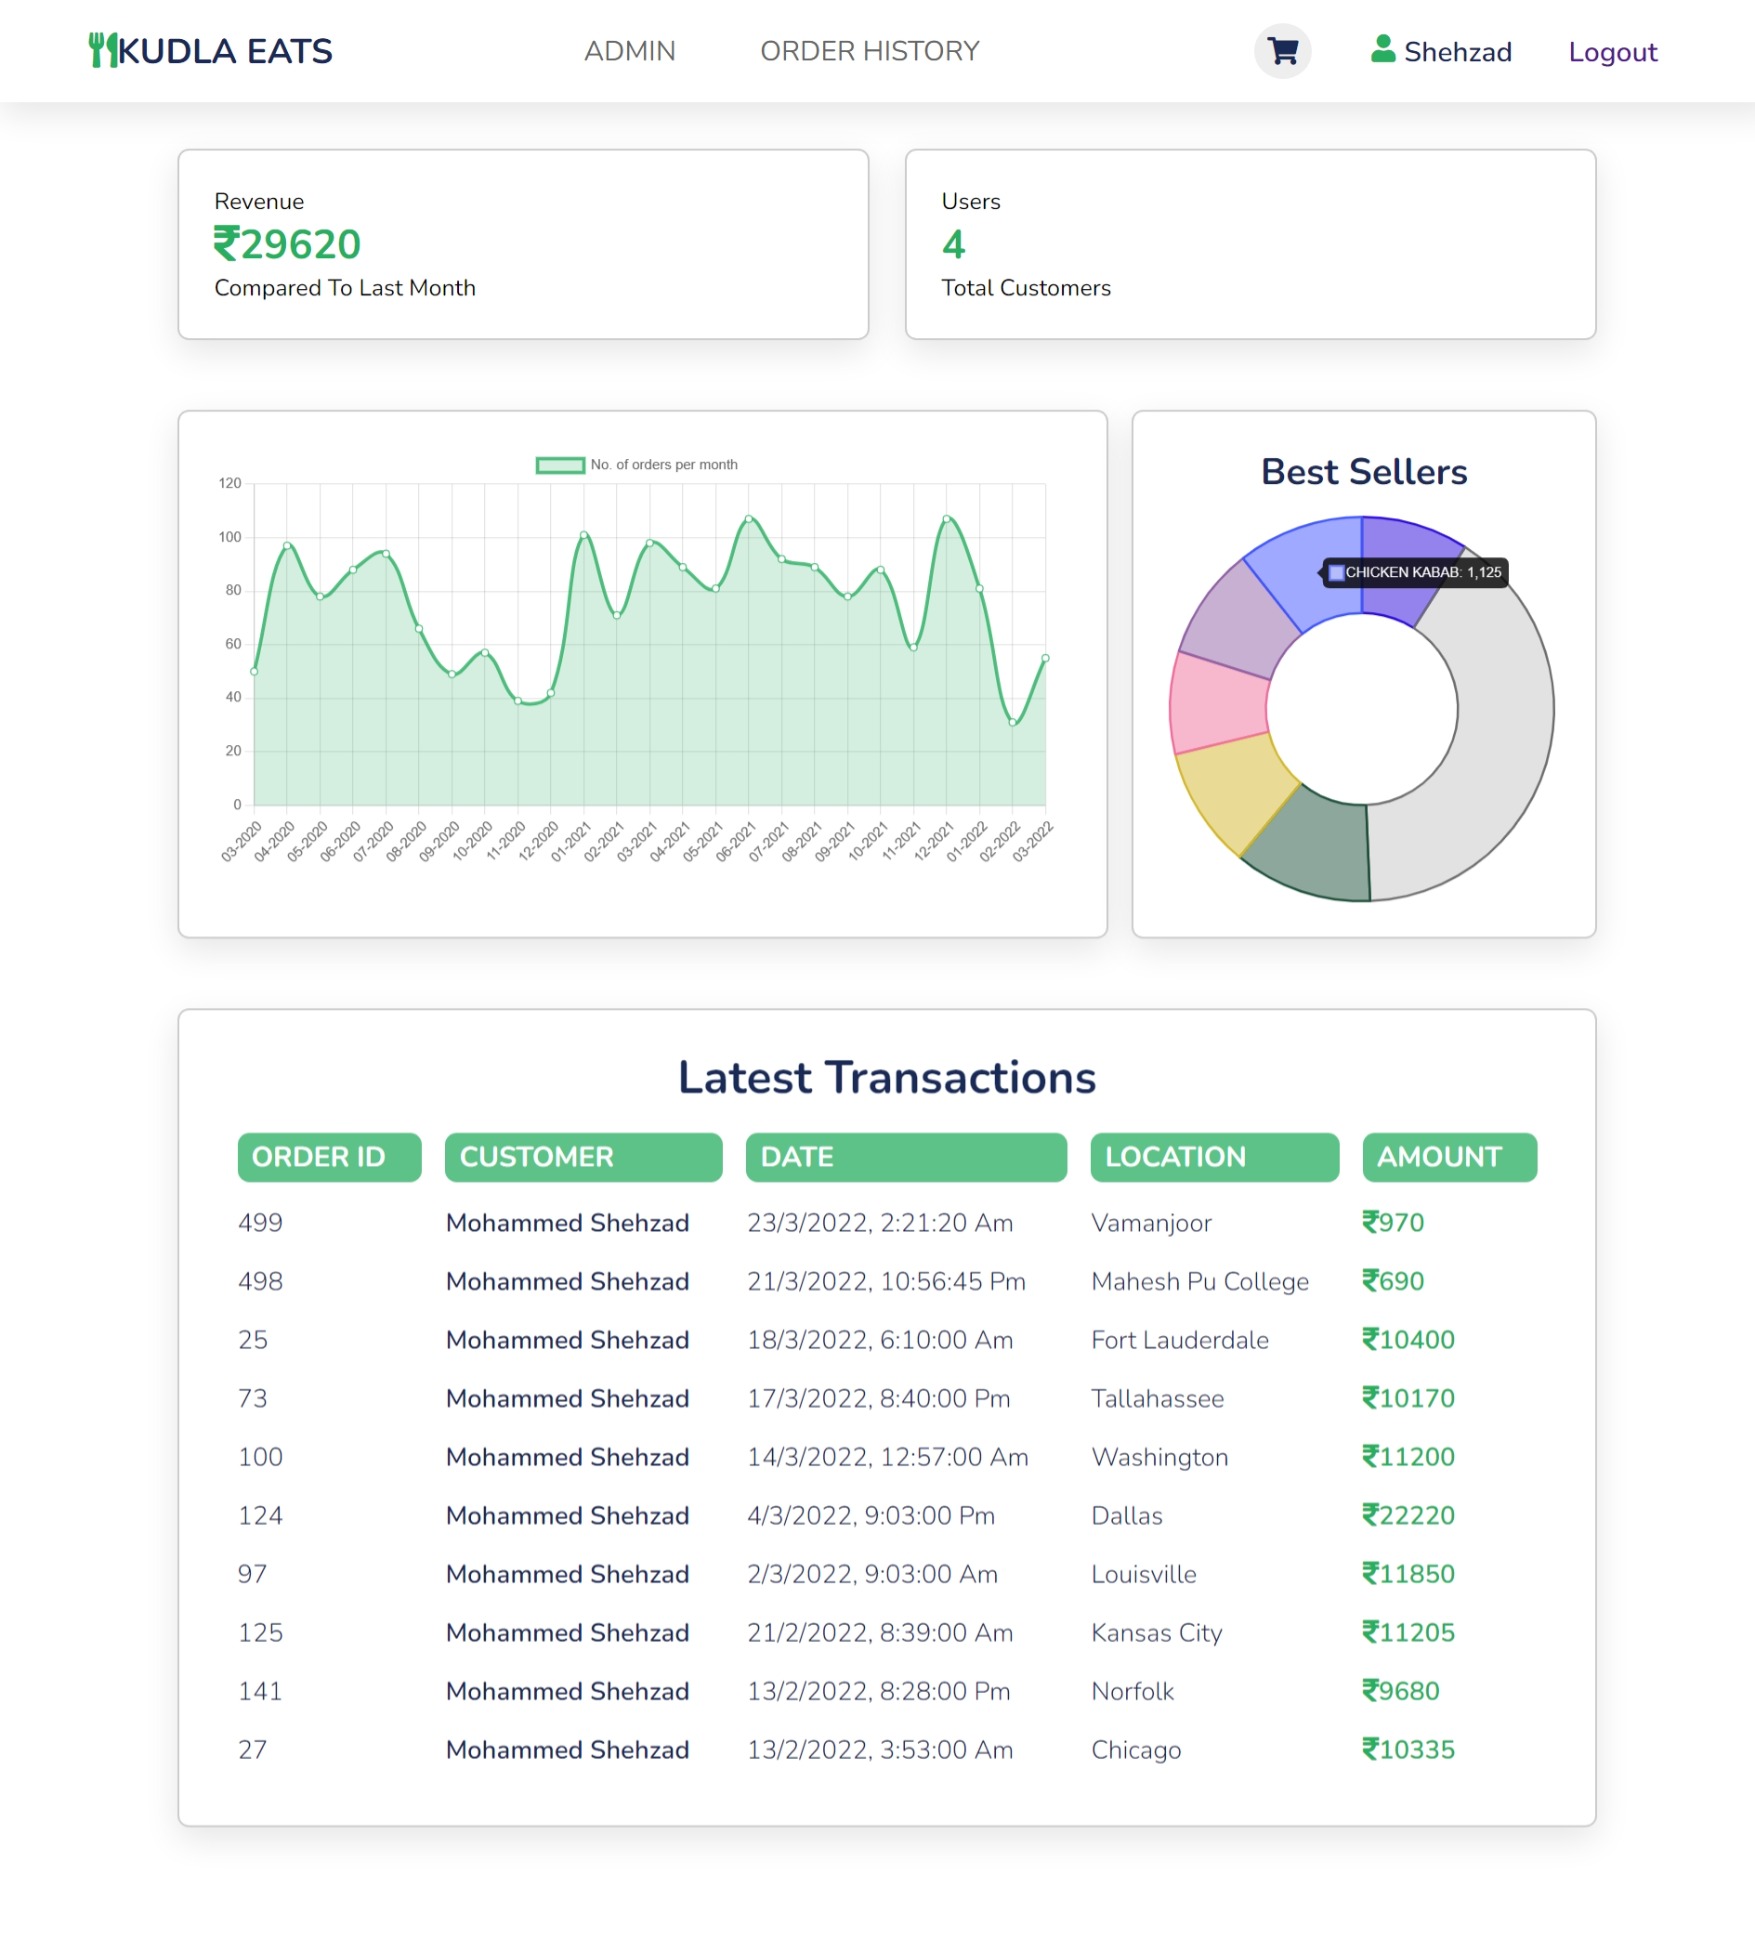 KUDLA EATS ADMIN ORDER HISTORY Shehzad Logout
Revenue
₹29620
Compared To Last Month
Users
4
Total Customers
No. of orders per month
120
100
80
60
40
20
0
03-2020 04-2020 05-2020 06-2020 07-2020 08-2020 09-2020 10-2020 11-2020 12-2020 01-2021 02-2021 03-2021 04-2021 05-2021 06-2021 07-2021 08-2021 09-2021 10-2021 11-2021 12-2021 01-2022 02-2022 03-2022
Best Sellers
CHICKEN KABAB: 1,125
Latest Transactions
ORDER ID CUSTOMER DATE LOCATION AMOUNT
499 Mohammed Shehzad 23/3/2022, 2:21:20 Am Vamanjoor ₹970
498 Mohammed Shehzad 21/3/2022, 10:56:45 Pm Mahesh Pu College ₹690
25 Mohammed Shehzad 18/3/2022, 6:10:00 Am Fort Lauderdale ₹10400
73 Mohammed Shehzad 17/3/2022, 8:40:00 Pm Tallahassee ₹10170
100 Mohammed Shehzad 14/3/2022, 12:57:00 Am Washington ₹11200
124 Mohammed Shehzad 4/3/2022, 9:03:00 Pm Dallas ₹22220
97 Mohammed Shehzad 2/3/2022, 9:03:00 Am Louisville ₹11850
125 Mohammed Shehzad 21/2/2022, 8:39:00 Am Kansas City ₹11205
141 Mohammed Shehzad 13/2/2022, 8:28:00 Pm Norfolk ₹9680
27 Mohammed Shehzad 13/2/2022, 3:53:00 Am Chicago ₹10335